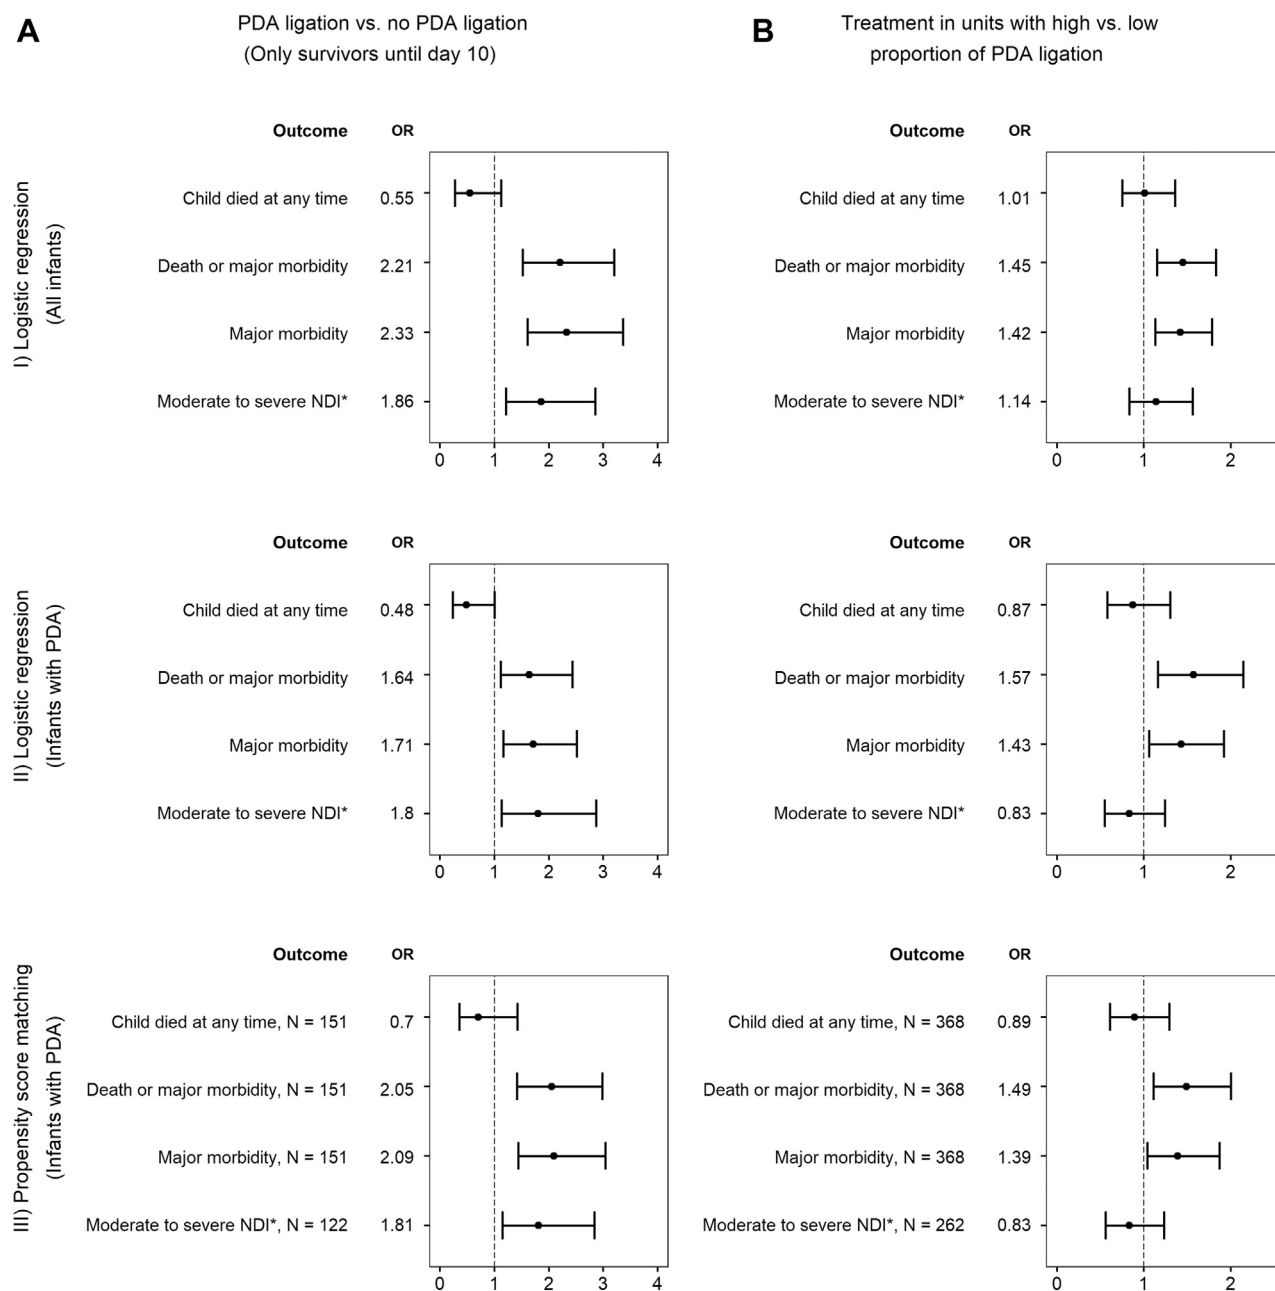 A
PDA ligation vs. no PDA ligation
(Only survivors until day 10)
B
Treatment in units with high vs. low
proportion of PDA ligation
I) Logistic regression
(All infants)
Outcome OR
Child died at any time 0.55
Death or major morbidity 2.21
Major morbidity 2.33
Moderate to severe NDI* 1.86
0 1 2 3 4
Outcome OR
Child died at any time 1.01
Death or major morbidity 1.45
Major morbidity 1.42
Moderate to severe NDI* 1.14
0 1 2
II) Logistic regression
(Infants with PDA)
Outcome OR
Child died at any time 0.48
Death or major morbidity 1.64
Major morbidity 1.71
Moderate to severe NDI* 1.8
0 1 2 3 4
Outcome OR
Child died at any time 0.87
Death or major morbidity 1.57
Major morbidity 1.43
Moderate to severe NDI* 0.83
0 1 2
III) Propensity score matching
(Infants with PDA)
Outcome OR
Child died at any time, N = 151 0.7
Death or major morbidity, N = 151 2.05
Major morbidity, N = 151 2.09
Moderate to severe NDI*, N = 122 1.81
0 1 2 3 4
Outcome OR
Child died at any time, N = 368 0.89
Death or major morbidity, N = 368 1.49
Major morbidity, N = 368 1.39
Moderate to severe NDI*, N = 262 0.83
0 1 2